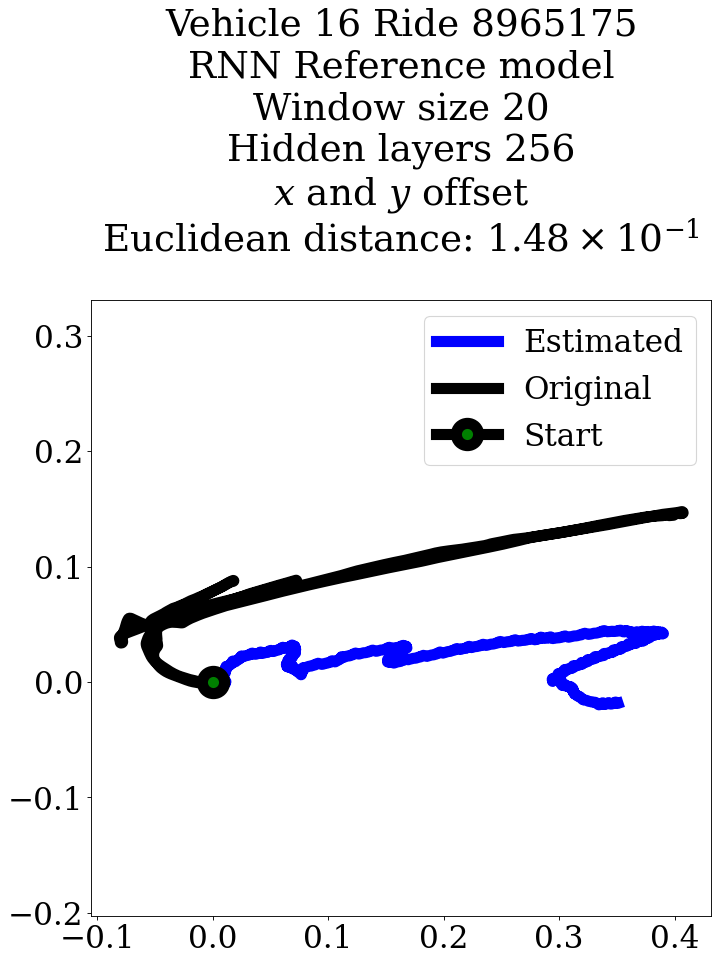 Vehicle 16 Ride 8965175
RNN Reference model
Window size 20
Hidden layers 256
x and y offset
Euclidean distance: 1.48 × 10⁻¹
Estimated
Original
Start
0.3
0.2
0.1
0.0
−0.1
−0.2
−0.1 0.0 0.1 0.2 0.3 0.4